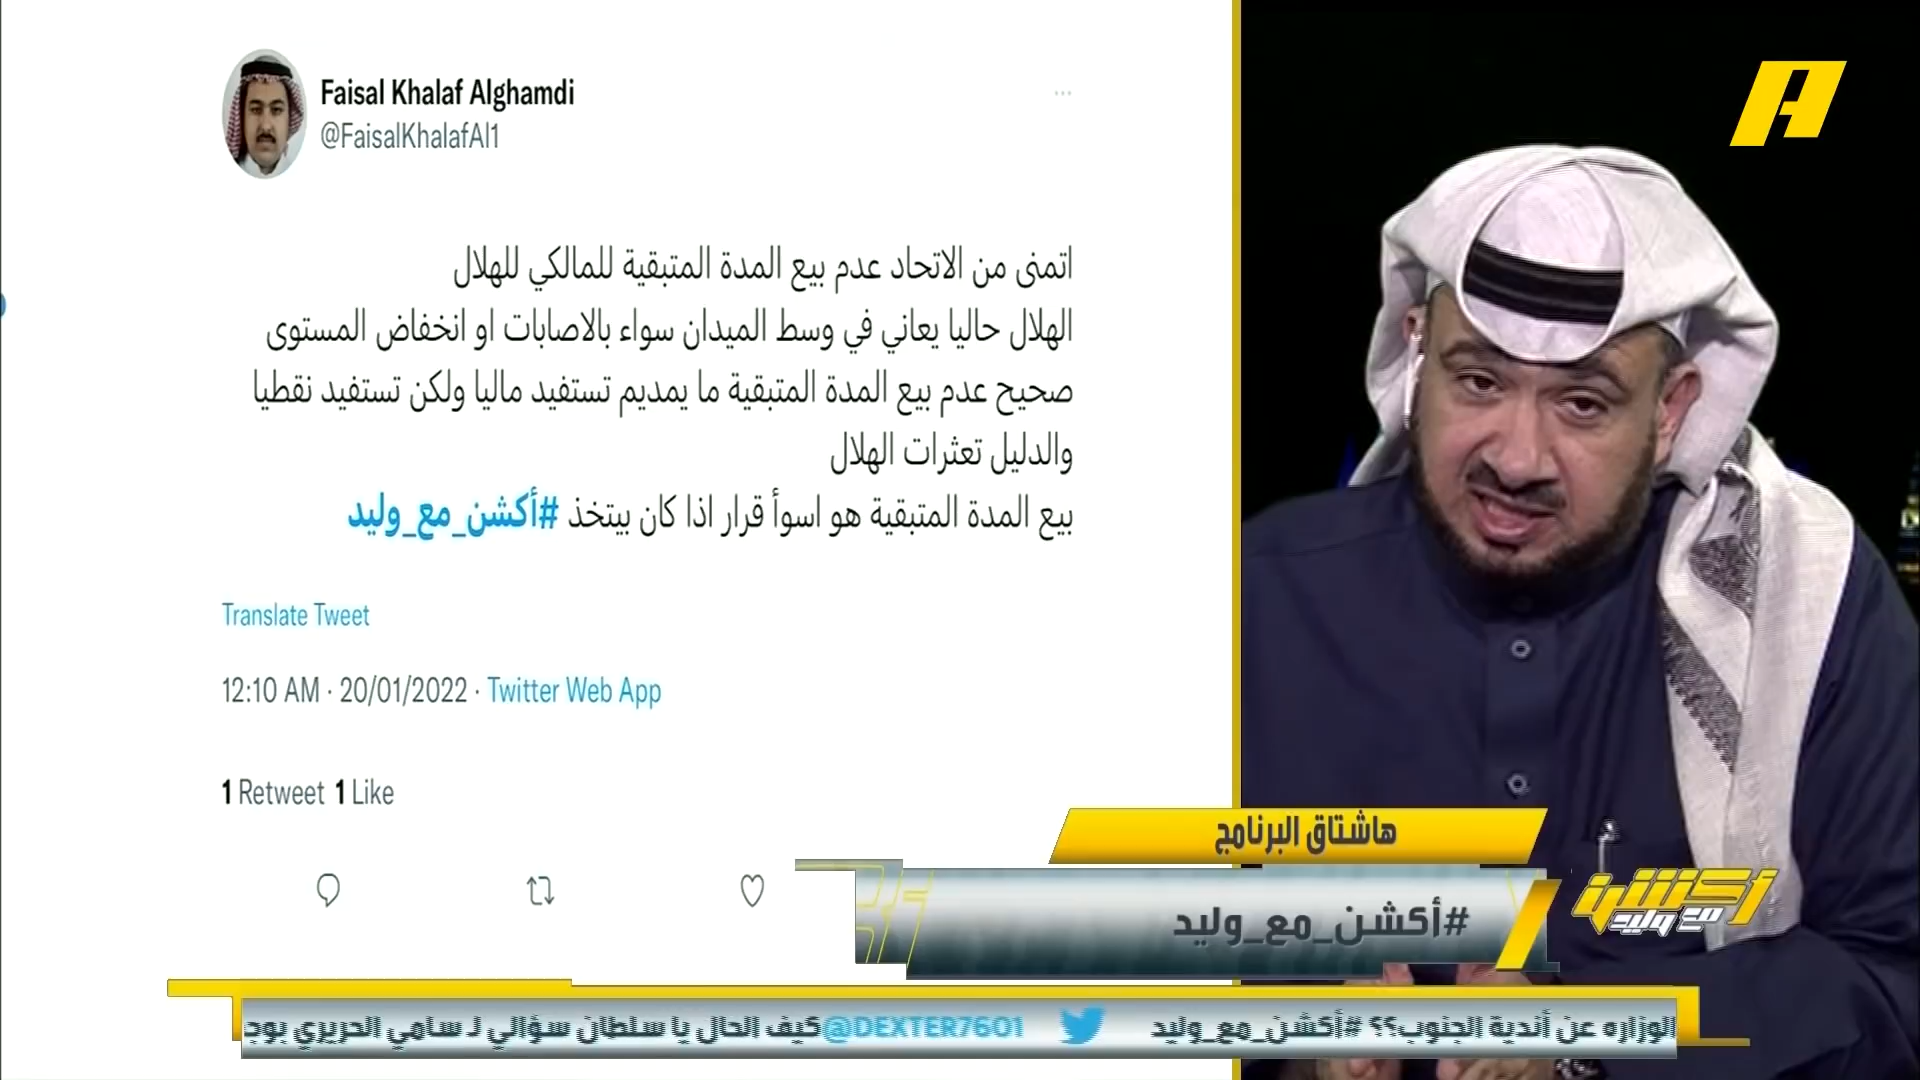 Faisal Khalaf Alghamdi
@FaisalKhalafAl1
اتمنى من الاتحاد عدم بيع المدة المتبقية للمالكي للهلال
الهلال حاليا يعاني في وسط الميدان سواء بالاصابات او انخفاض المستوى
صحيح عدم بيع المدة المتبقية ما يمديم تستفيد ماليا ولكن تستفيد نقطيا
والدليل تعثرات الهلال
بيع المدة المتبقية هو اسوأ قرار اذا كان بيتخذ #أكشن_مع_وليد
Translate Tweet
12:10 AM · 20/01/2022 · Twitter Web App
1 Retweet 1 Like
هاشتاق البرنامج
#أكشن_مع_وليد
أكشن
مع وليد
الوزاره عن أندية الجنوب؟؟ #أكشن_مع_وليد @DEXTER7601 كيف الحال يا سلطان سؤالي لـ سامي الحريري بوجـ